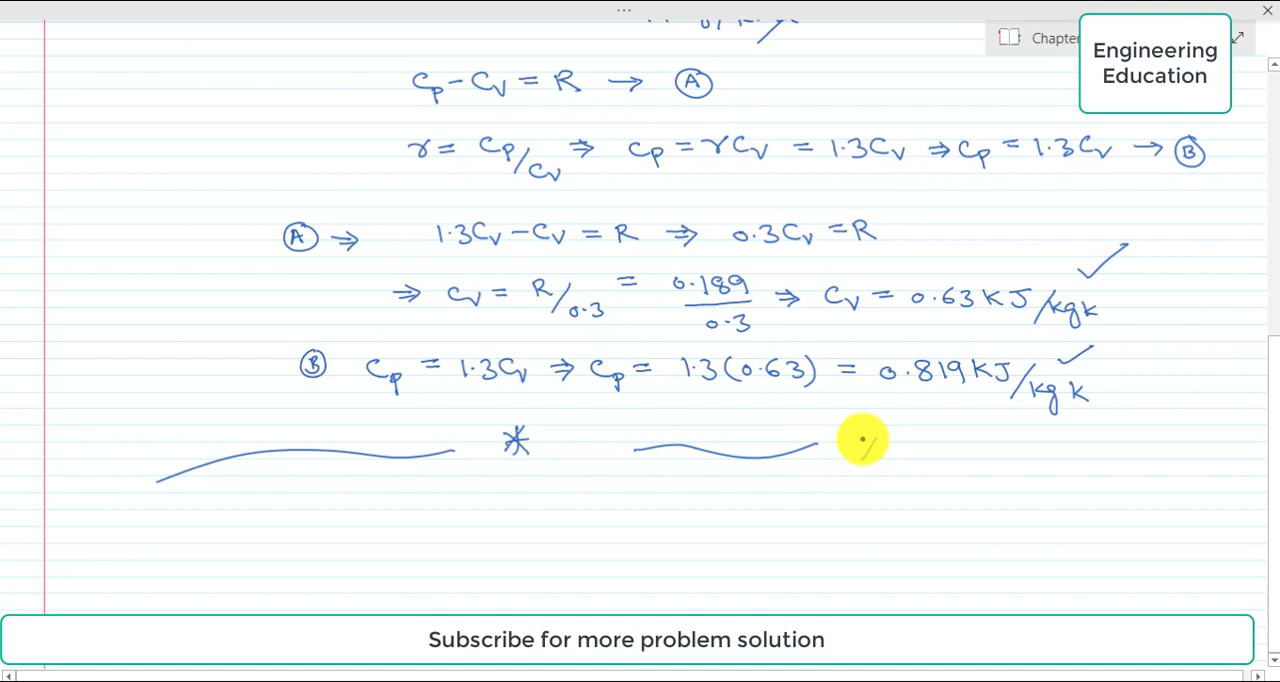 ...
Chapte
Engineering
Education
Cp - Cv = R → (A)
γ = Cp/Cv ⇒ Cp = γCv = 1.3Cv ⇒ Cp = 1.3Cv → (B)
(A) ⇒ 1.3Cv - Cv = R ⇒ 0.3Cv = R
⇒ Cv = R/0.3 = 0.189/0.3 ⇒ Cv = 0.63 KJ/kgk ✓
(B) Cp = 1.3Cv ⇒ Cp = 1.3(0.63) = 0.819 KJ/kgk ✓
*
Subscribe for more problem solution